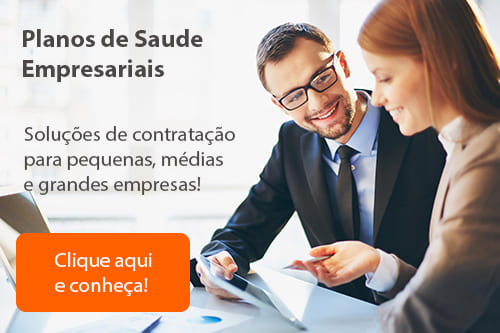 Planos de Saude
Empresariais
Soluções de contratação
para pequenas, médias
e grandes empresas!
Clique aqui
e conheça!